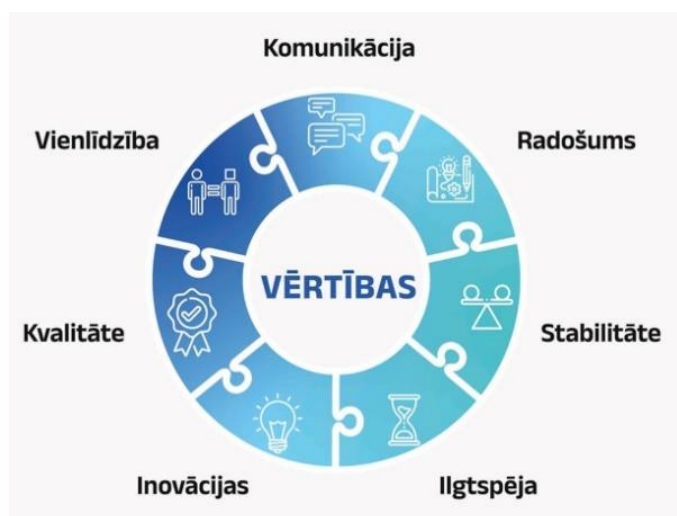 Komunikācija
Vienlīdzība
Radošums
VĒRTĪBAS
Kvalitāte
Stabilitāte
Inovācijas
Ilgtspēja